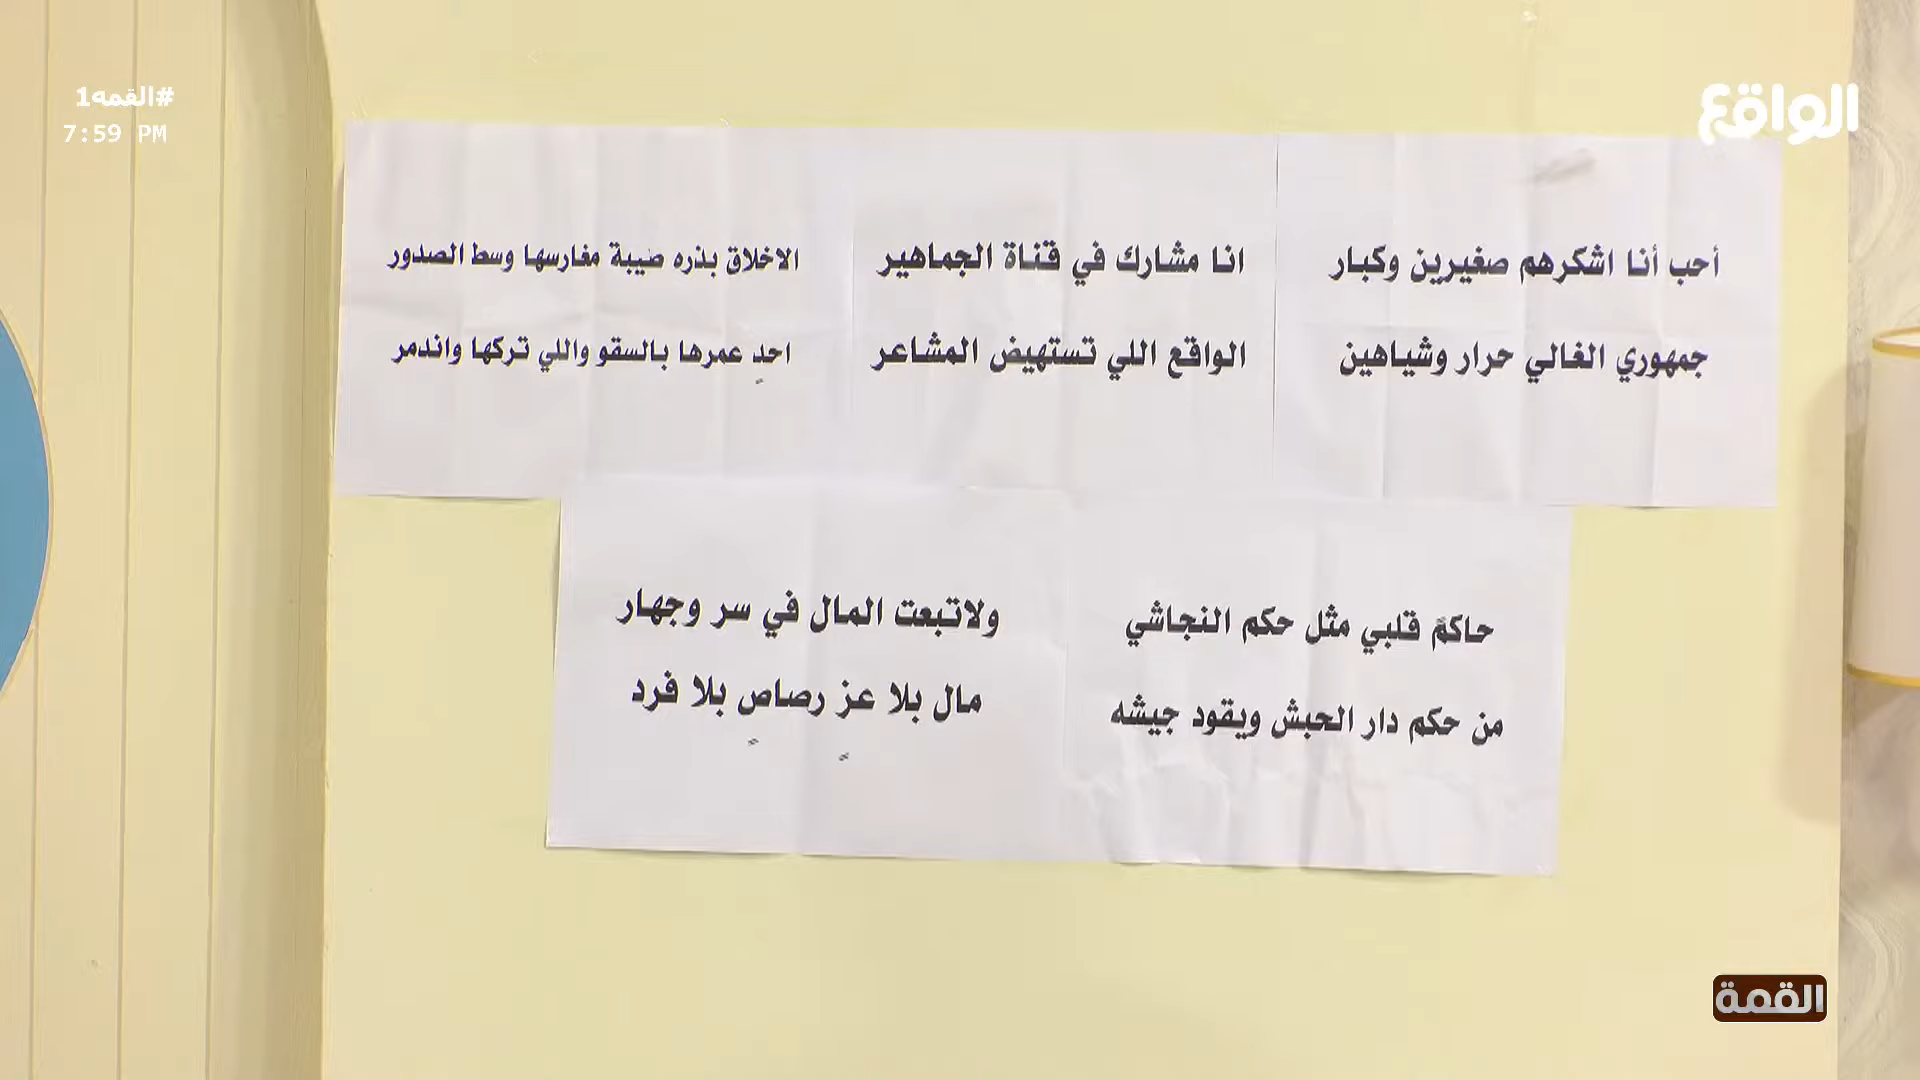 #القمه1
7:59 PM
الواقع
أحب أنا اشكرهم صغيرين وكبار
جمهوري الغالي حرار وشياهين
انا مشارك في قناة الجماهير
الواقع اللي تستهيض المشاعر
الاخلاق بذره طيبة مغارسها وسط الصدور
احد عمرها بالسقو واللي تركها واندمر
حاكمً قلبي مثل حكم النجاشي
من حكم دار الحبش ويقود جيشه
ولاتبعت المال في سر وجهار
مال بلا عز رصاص بلا فرد
القمة